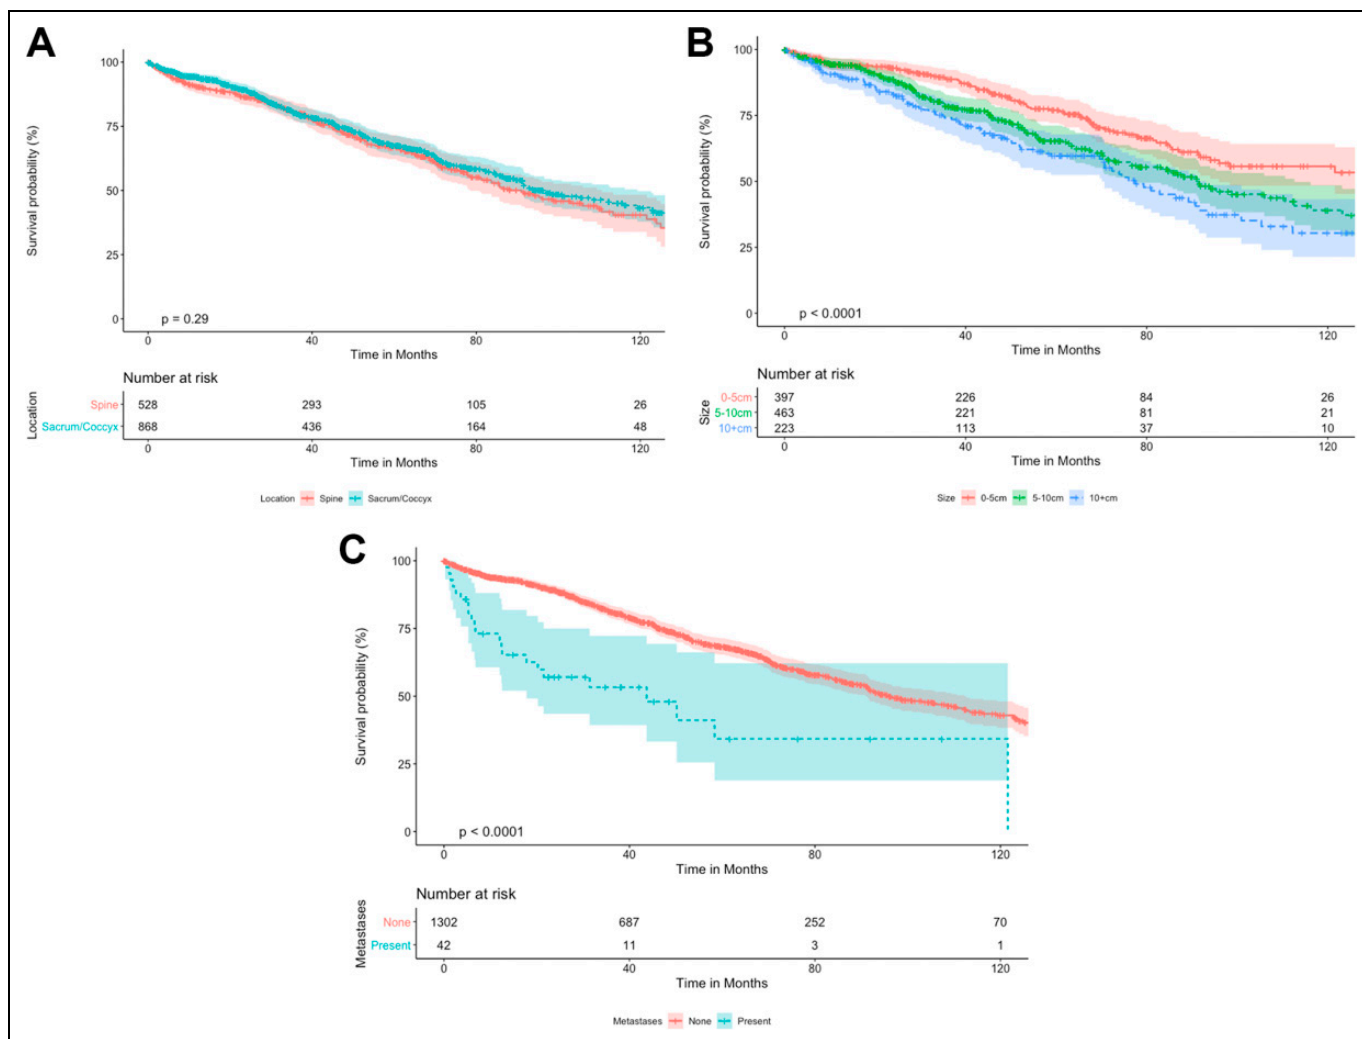 A
Survival probability (%)
100
75
50
25
0
p = 0.29
0 40 80 120
Time in Months
Number at risk
Location
Spine 528 293 105 26
Sacrum/Coccyx 868 436 164 48
0 40 80 120
Time in Months
Location Spine Sacrum/Coccyx
B
Survival probability (%)
100
75
50
25
0
p < 0.0001
0 40 80 120
Time in Months
Number at risk
Size
0-5cm 397 226 84 26
5-10cm 463 221 81 21
10+cm 223 113 37 10
0 40 80 120
Time in Months
Size 0-5cm 5-10cm 10+cm
C
Survival probability (%)
100
75
50
25
0
p < 0.0001
0 40 80 120
Time in Months
Number at risk
Metastases
None 1302 687 252 70
Present 42 11 3 1
0 40 80 120
Time in Months
Metastases None Present